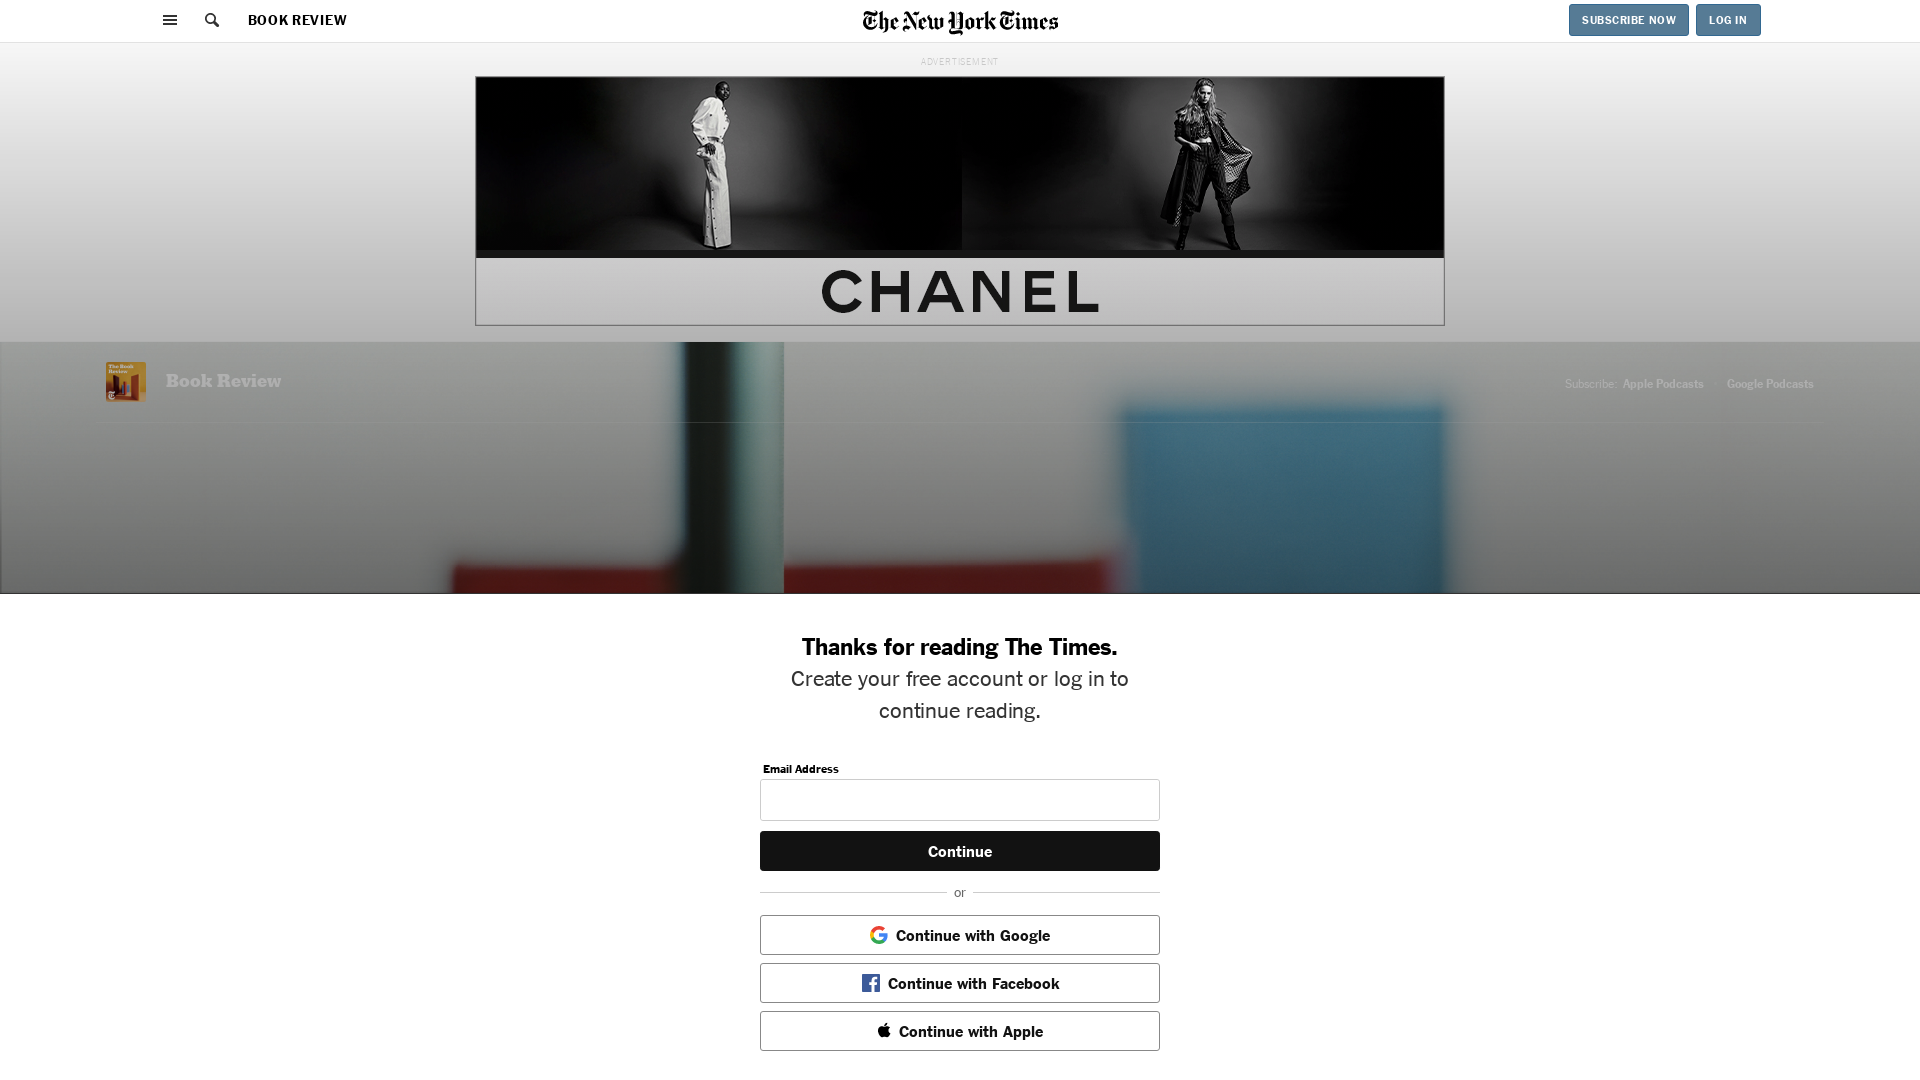 BOOK REVIEW
The New York Times
SUBSCRIBE NOW
LOG IN
ADVERTISEMENT
CHANEL
The Book
Review
Book Review
Subscribe:
Apple Podcasts
Google Podcasts
Thanks for reading The Times.
Create your free account or log in to
continue reading.
Email Address
Continue
or
Continue with Google
Continue with Facebook
Continue with Apple